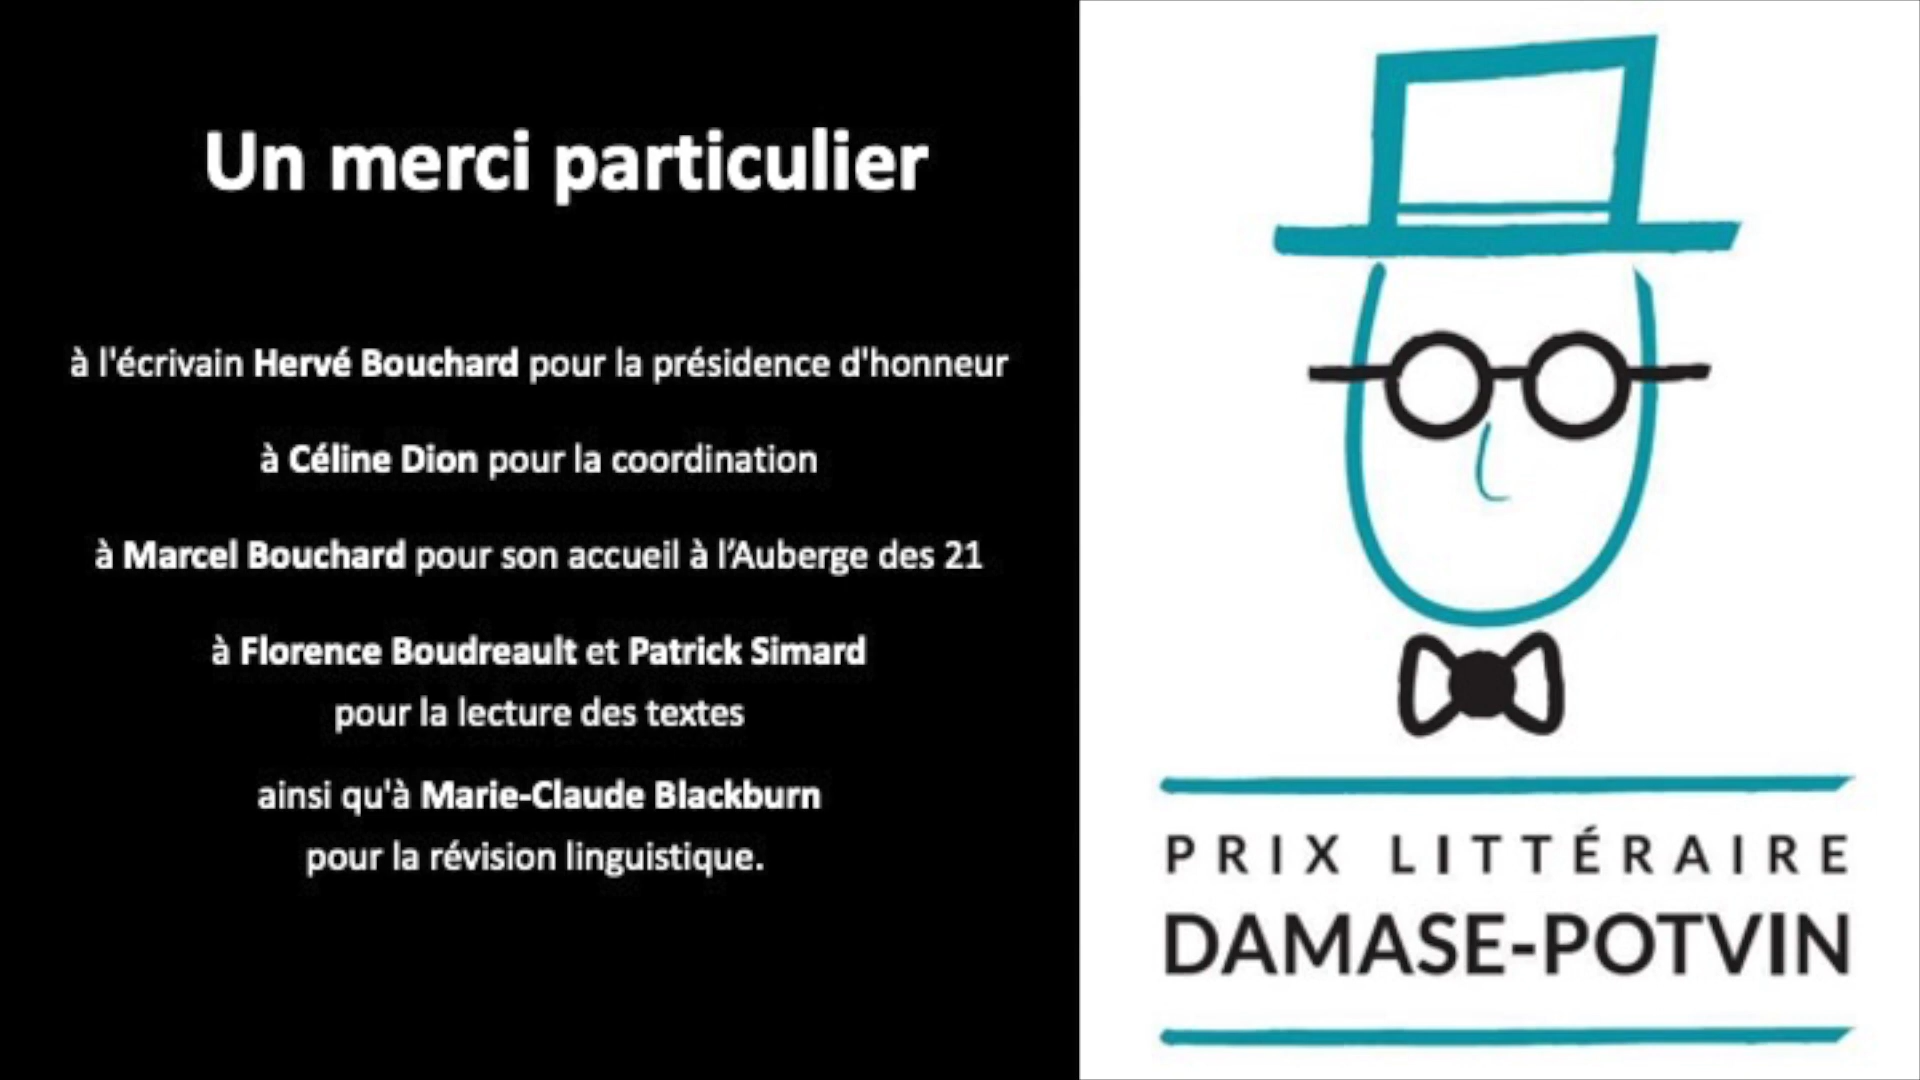 Un merci particulier
à l'écrivain Hervé Bouchard pour la présidence d'honneur
à Céline Dion pour la coordination
à Marcel Bouchard pour son accueil à l’Auberge des 21
à Florence Boudreault et Patrick Simard
pour la lecture des textes
ainsi qu'à Marie-Claude Blackburn
pour la révision linguistique.
PRIX LITTÉRAIRE
DAMASE-POTVIN